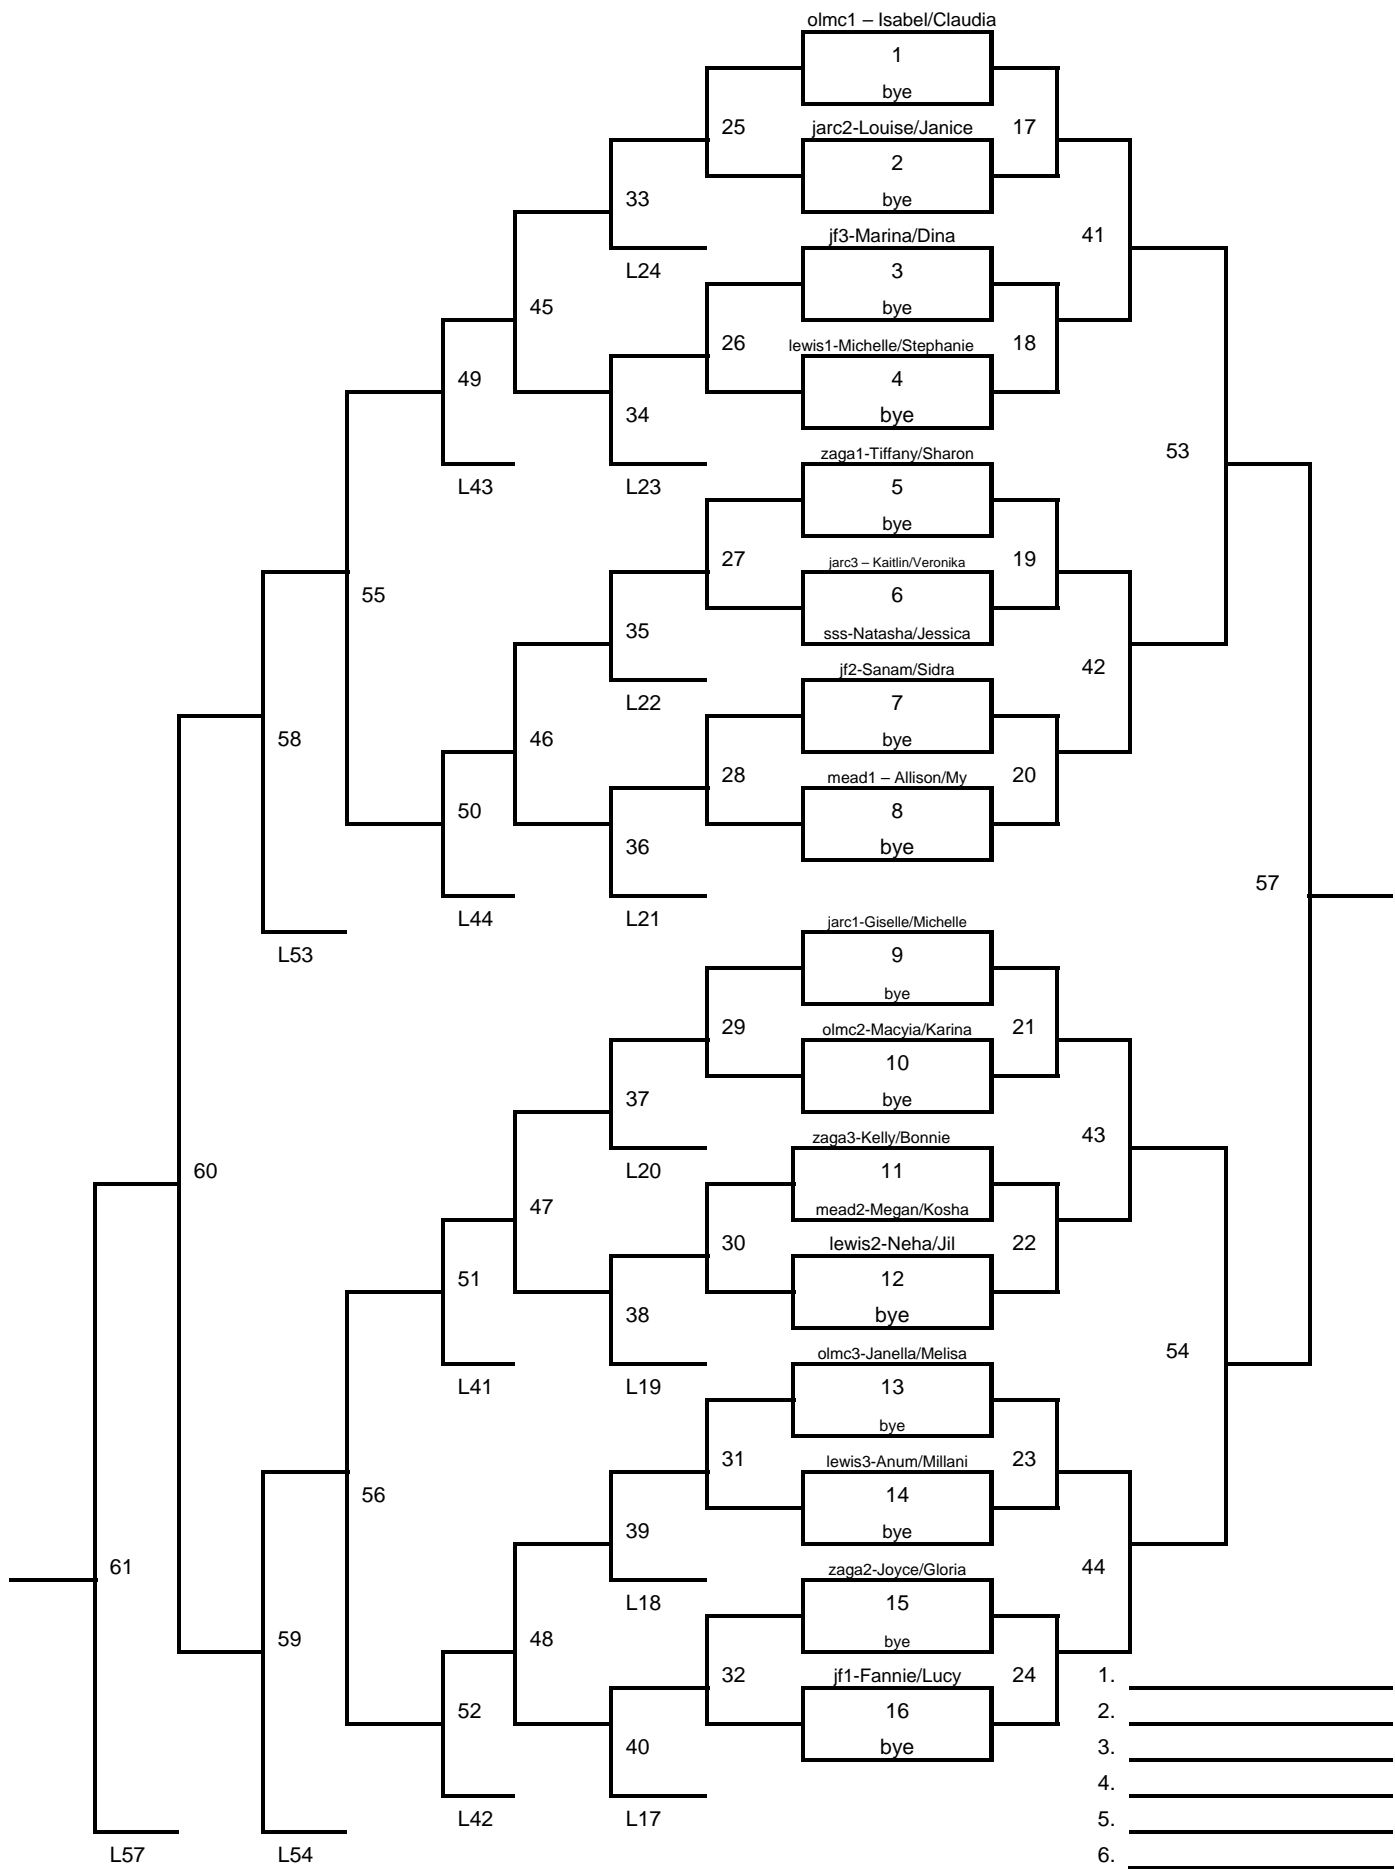 olmc1 – Isabel/Claudia
1
bye
25
jarc2-Louise/Janice
17
2
bye
33
jf3-Marina/Dina
41
L24
3
bye
45
26
lewis1-Michelle/Stephanie
18
49
4
34
bye
zaga1-Tiffany/Sharon
53
L43
L23
5
bye
27
jarc3 – Kaitlin/Veronika
19
55
6
35
sss-Natasha/Jessica
jf2-Sanam/Sidra
42
L22
7
58
46
bye
28
mead1 – Allison/My
20
50
8
36
bye
57
L44
L21
jarc1-Giselle/Michelle
L53
9
bye
29
olmc2-Macyia/Karina
21
10
37
bye
zaga3-Kelly/Bonnie
43
60
L20
11
47
mead2-Megan/Kosha
30
lewis2-Neha/Jil
22
51
12
38
bye
olmc3-Janella/Melisa
54
L41
L19
13
bye
31
lewis3-Anum/Millani
23
56
14
39
bye
61
zaga2-Joyce/Gloria
44
L18
15
59
48
bye
32
jf1-Fannie/Lucy
24
1.
52
16
2.
40
bye
3.
4.
L42
L17
5.
L57
L54
6.